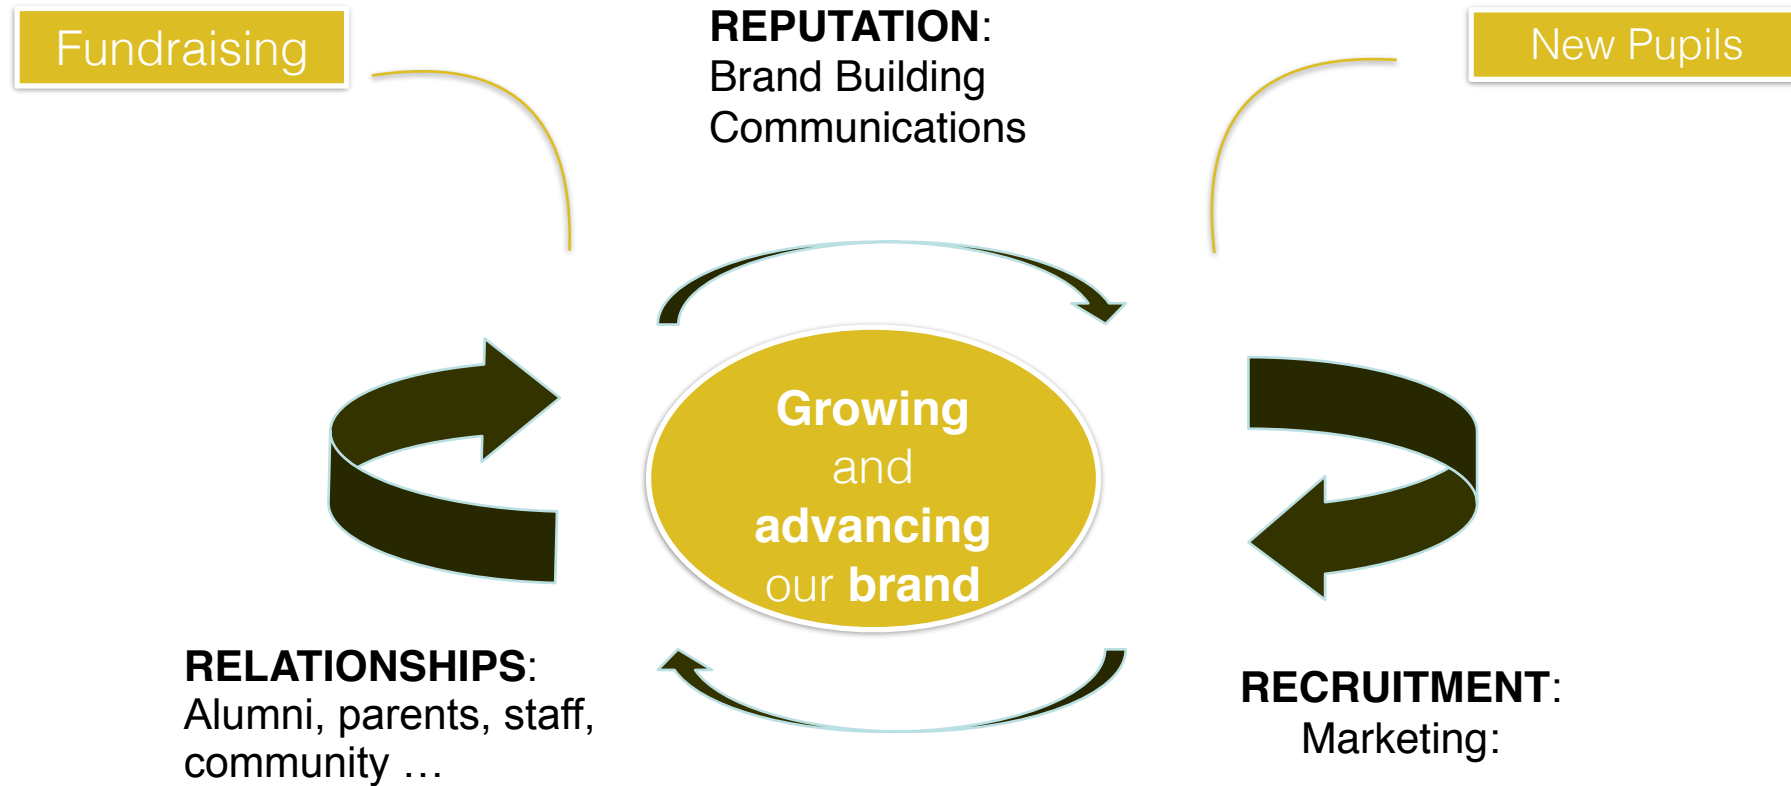 Fundraising
REPUTATION:
Brand Building
Communications
New Pupils
Growing
and
advancing
our brand
RELATIONSHIPS:
Alumni, parents, staff,
community …
RECRUITMENT:
Marketing: